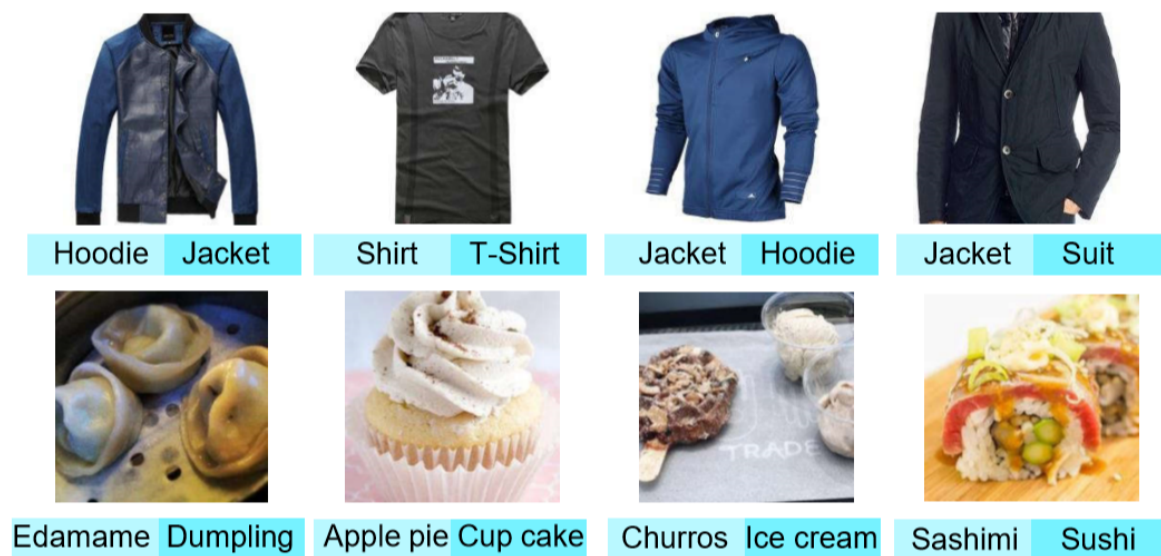 Hoodie Jacket
Shirt T-Shirt
Jacket Hoodie
Jacket Suit
TRADE
Edamame Dumpling
Apple pie Cup cake
Churros Ice cream
Sashimi Sushi